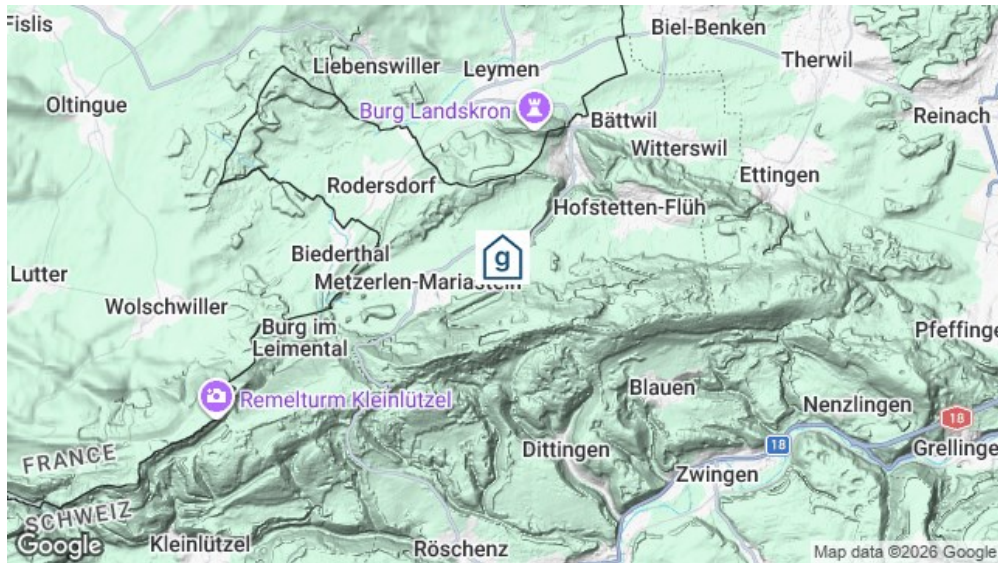 Fislis
Biel-Benken
Liebenswiller
Leymen
Therwil
Oltingue
Burg Landskron
Bättwil
Reinach
Witterswil
Rodersdorf
Ettingen
Hofstetten-Flüh
Biederthal
g
Lutter
Metzerlen-Mariastein
Wolschwiller
Burg im
Leimental
Pfeffinge
Blauen
Remelturm Kleinlützel
Nenzlingen
18
FRANCE
Dittingen
18
Grellinge
Zwingen
SCHWEIZ
Google
Kleinlützel
Röschenz
Map data ©2026 Google